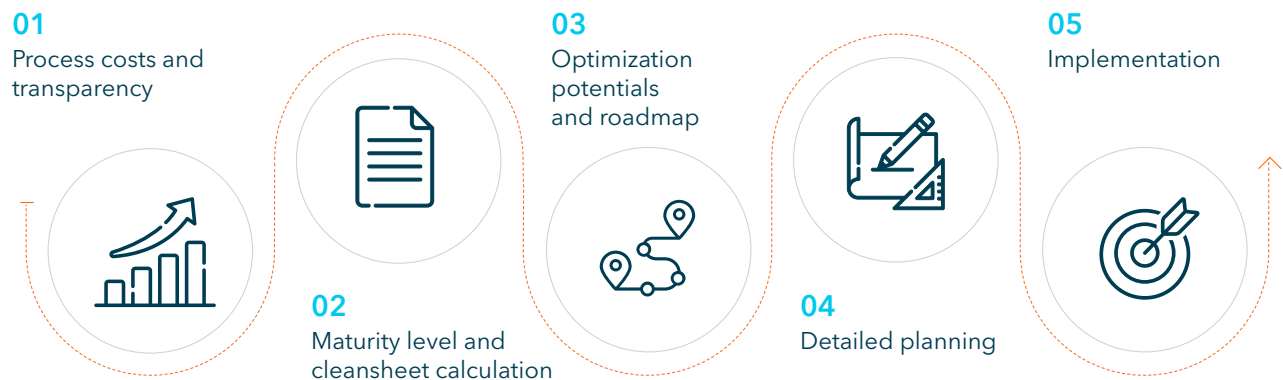 01
Process costs and
transparency
02
Maturity level and
cleansheet calculation
03
Optimization
potentials
and roadmap
04
Detailed planning
05
Implementation